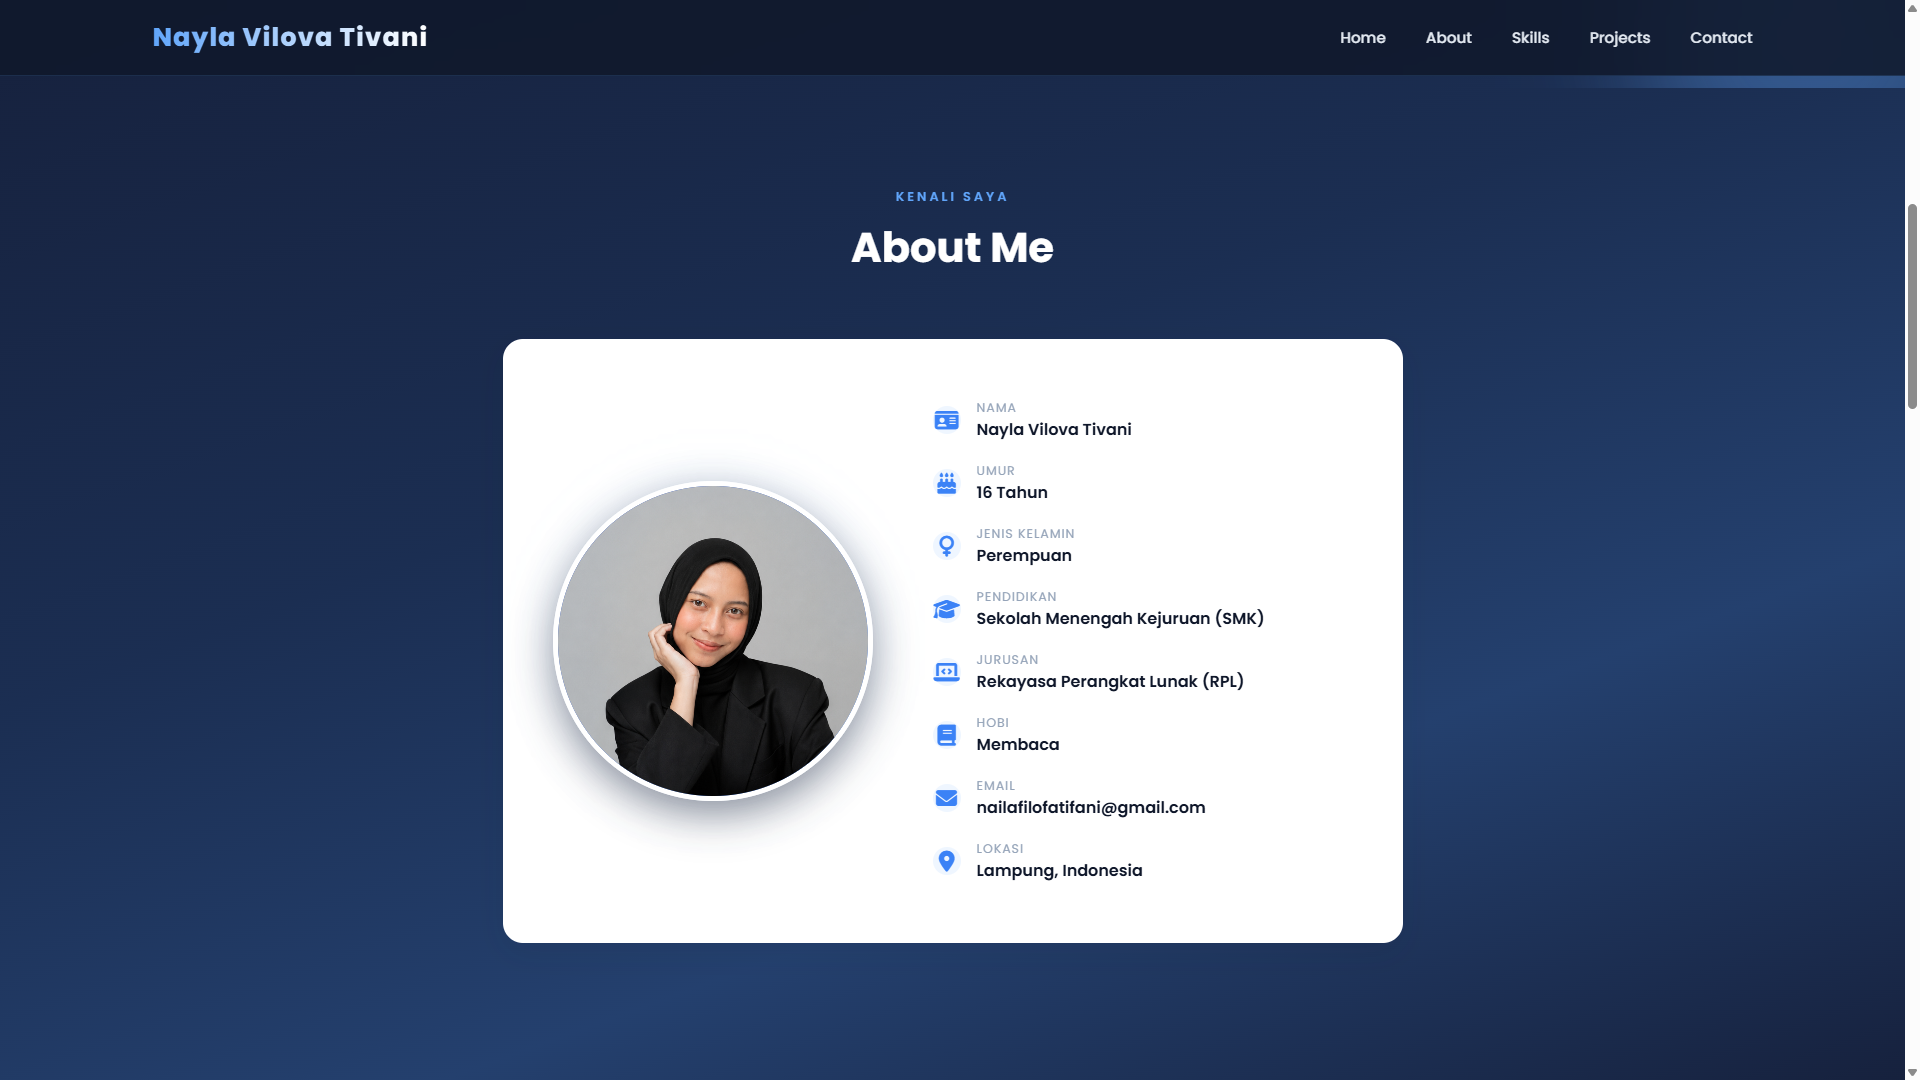 Nayla Vilova Tivani
Home
About
Skills
Projects
Contact
KENALI SAYA
About Me
NAMA
Nayla Vilova Tivani
UMUR
16 Tahun
JENIS KELAMIN
Perempuan
PENDIDIKAN
Sekolah Menengah Kejuruan (SMK)
JURUSAN
Rekayasa Perangkat Lunak (RPL)
HOBI
Membaca
EMAIL
nailafilofatifani@gmail.com
LOKASI
Lampung, Indonesia